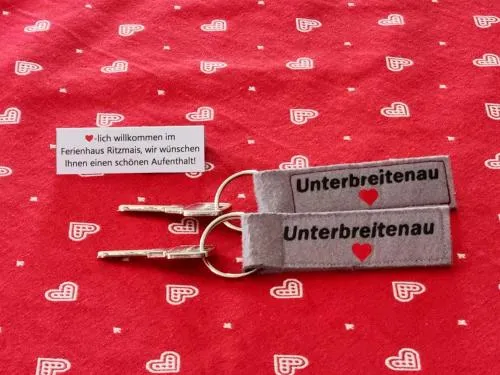 ❤-lich willkommen im
Ferienhaus Ritzmais, wir wünschen
Ihnen einen schönen Aufenthalt!
Unterbreitenau
Unterbreitenau